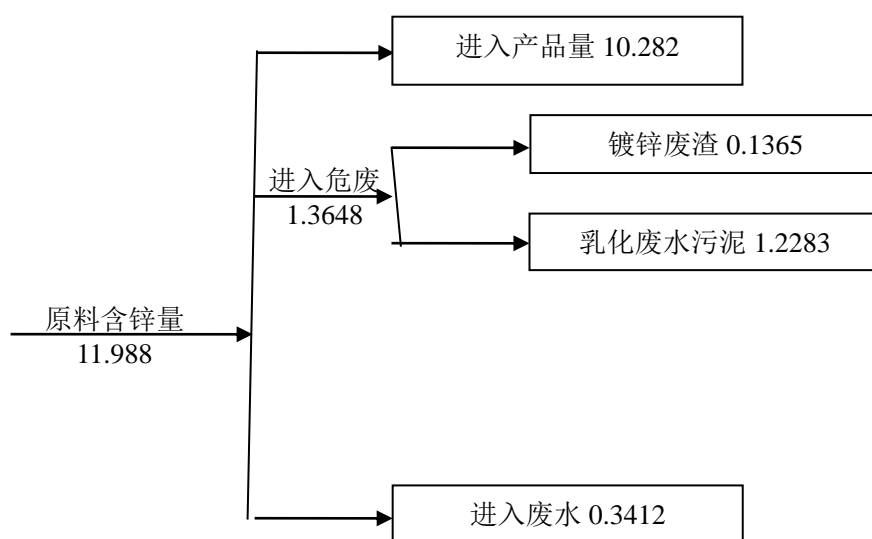 进入产品量 10.282
镀锌废渣 0.1365
进入危废
1.3648
乳化废水污泥 1.2283
原料含锌量
11.988
进入废水 0.3412